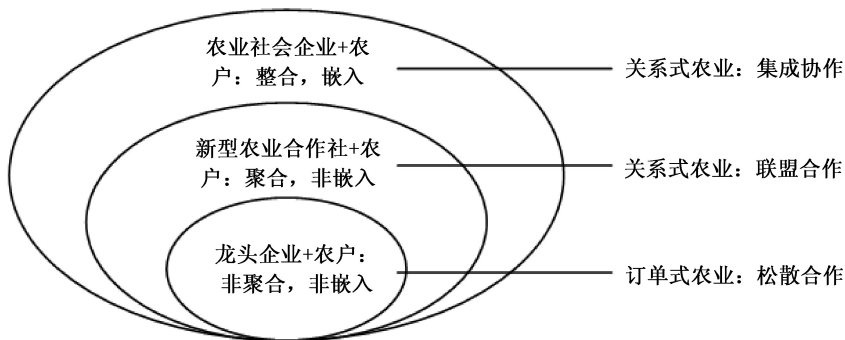 农业社会企业+农
户：整合，嵌入
关系式农业：集成协作
新型农业合作社+农
户：聚合，非嵌入
关系式农业：联盟合作
龙头企业+农户：
非聚合，非嵌入
订单式农业：松散合作